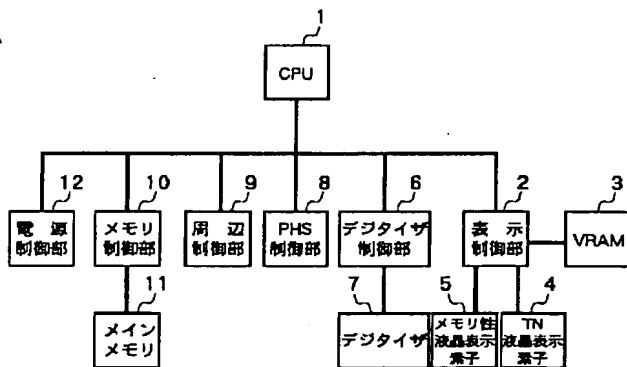 1
CPU
12
10
9
8
6
2
3
電源
制御部
メモリ
制御部
周辺
制御部
PHS
制御部
デジタイザ
制御部
表示
制御部
VRAM
11
7
5
4
メイン
メモリ
デジタイザ
メモリ性
液晶表示
素子
TN
液晶表示
素子